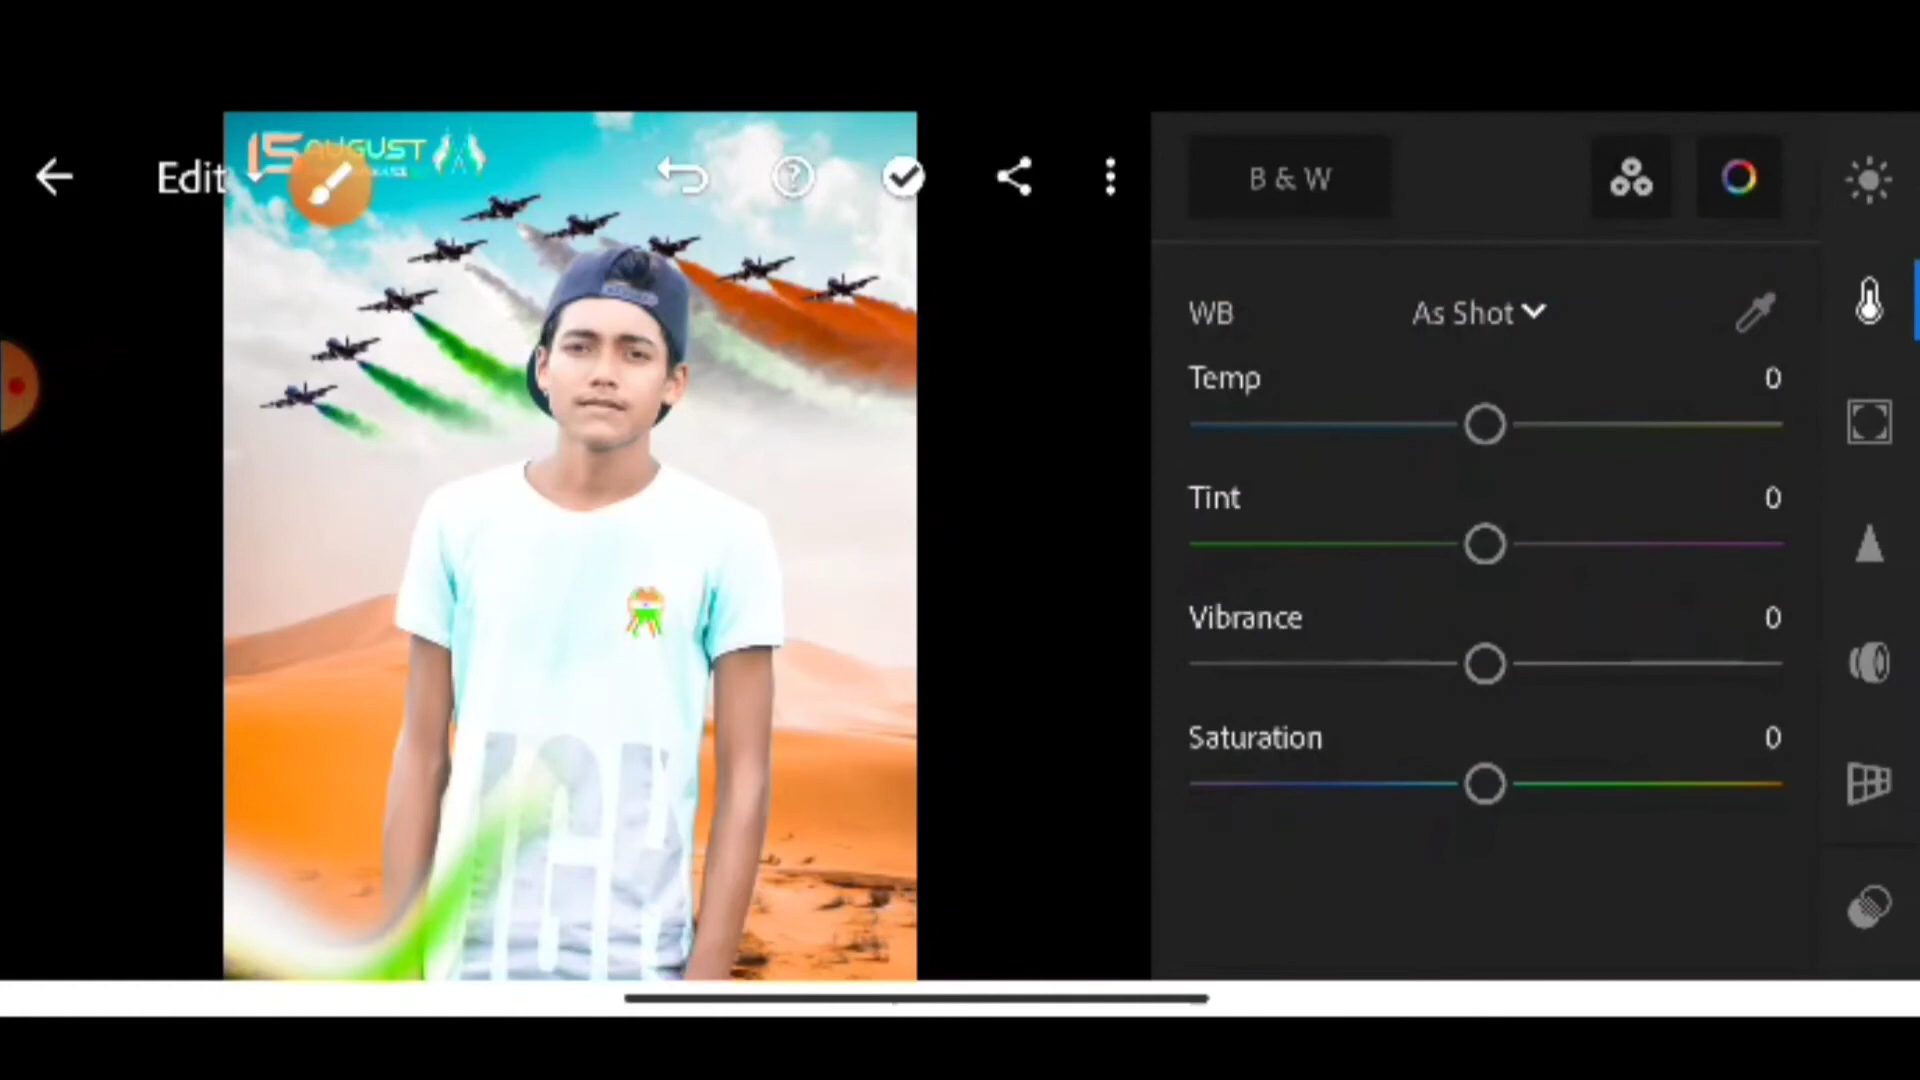 Edit
15 AUGUST
B & W
WB As Shot
Temp 0
Tint 0
Vibrance 0
Saturation 0